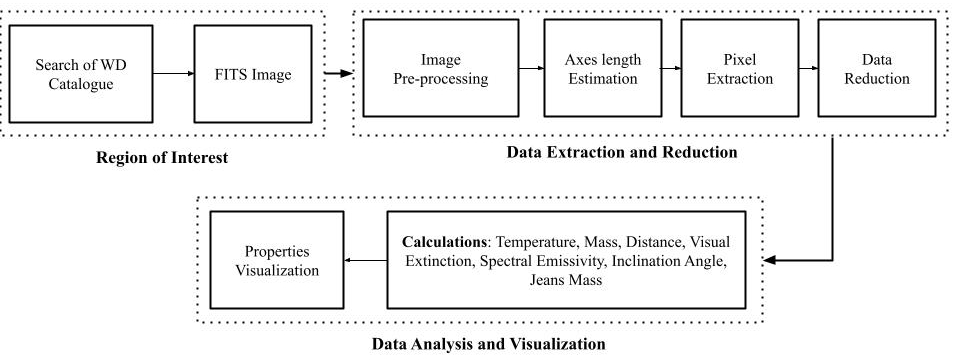 Search of WD
Catalogue
FITS Image
Region of Interest
Image
Pre-processing
Axes length
Estimation
Pixel
Extraction
Data
Reduction
Data Extraction and Reduction
Calculations: Temperature, Mass, Distance, Visual
Extinction, Spectral Emissivity, Inclination Angle,
Jeans Mass
Properties
Visualization
Data Analysis and Visualization